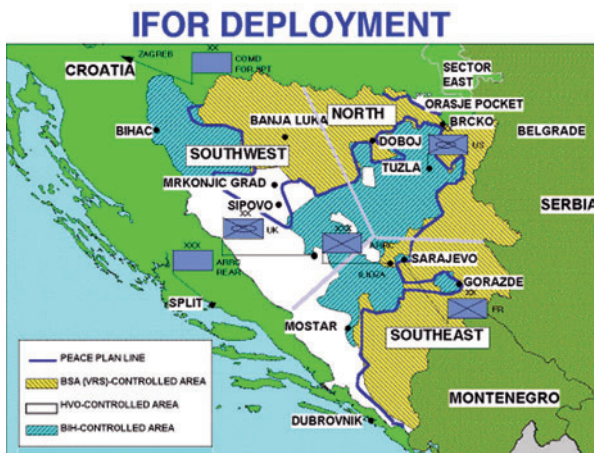 IFOR DEPLOYMENT
ZAGREB
XX
COMD
FOR APT
CROATIA
SECTOR
EAST
ORASJE POCKET
BRCKO
NORTH
BANJA LUKA
BIHAC
DOBOJ
XX
US
BELGRADE
SOUTHWEST
TUZLA
MRKONJIC GRAD
SIPOVO
SERBIA
XX
UK
XXX
ARRC
XXX
ARRC
REAR
ILIDZA
SARAJEVO
GORAZDE
SPLIT
XX
FR
MOSTAR
SOUTHEAST
PEACE PLAN LINE
BSA (VRS)-CONTROLLED AREA
HVO-CONTROLLED AREA
BIH-CONTROLLED AREA
MONTENEGRO
DUBROVNIK